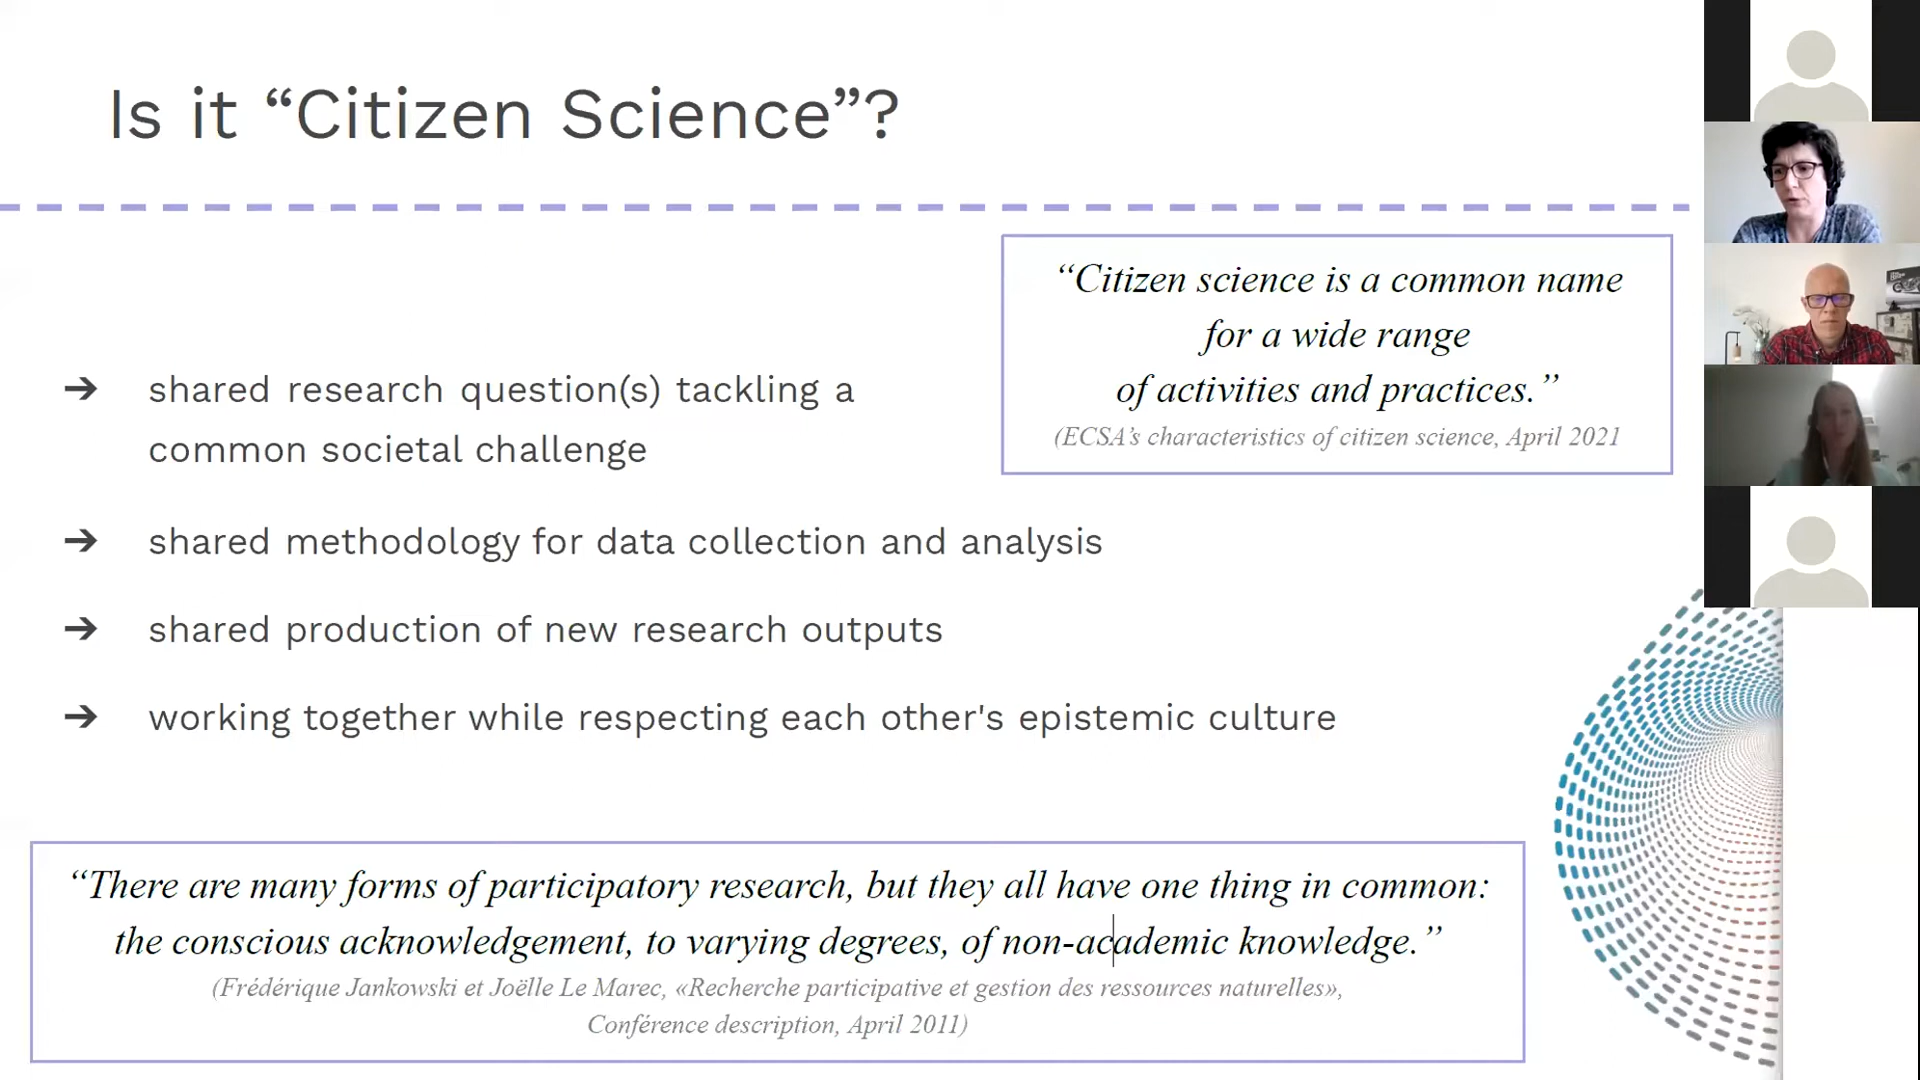 Is it “Citizen Science”?
“Citizen science is a common name
for a wide range
of activities and practices.”
(ECSA’s characteristics of citizen science, April 2021
➔ shared research question(s) tackling a
common societal challenge
➔ shared methodology for data collection and analysis
➔ shared production of new research outputs
➔ working together while respecting each other's epistemic culture
“There are many forms of participatory research, but they all have one thing in common:
the conscious acknowledgement, to varying degrees, of non-academic knowledge.”
(Frédérique Jankowski et Joëlle Le Marec, «Recherche participative et gestion des ressources naturelles»,
Conférence description, April 2011)